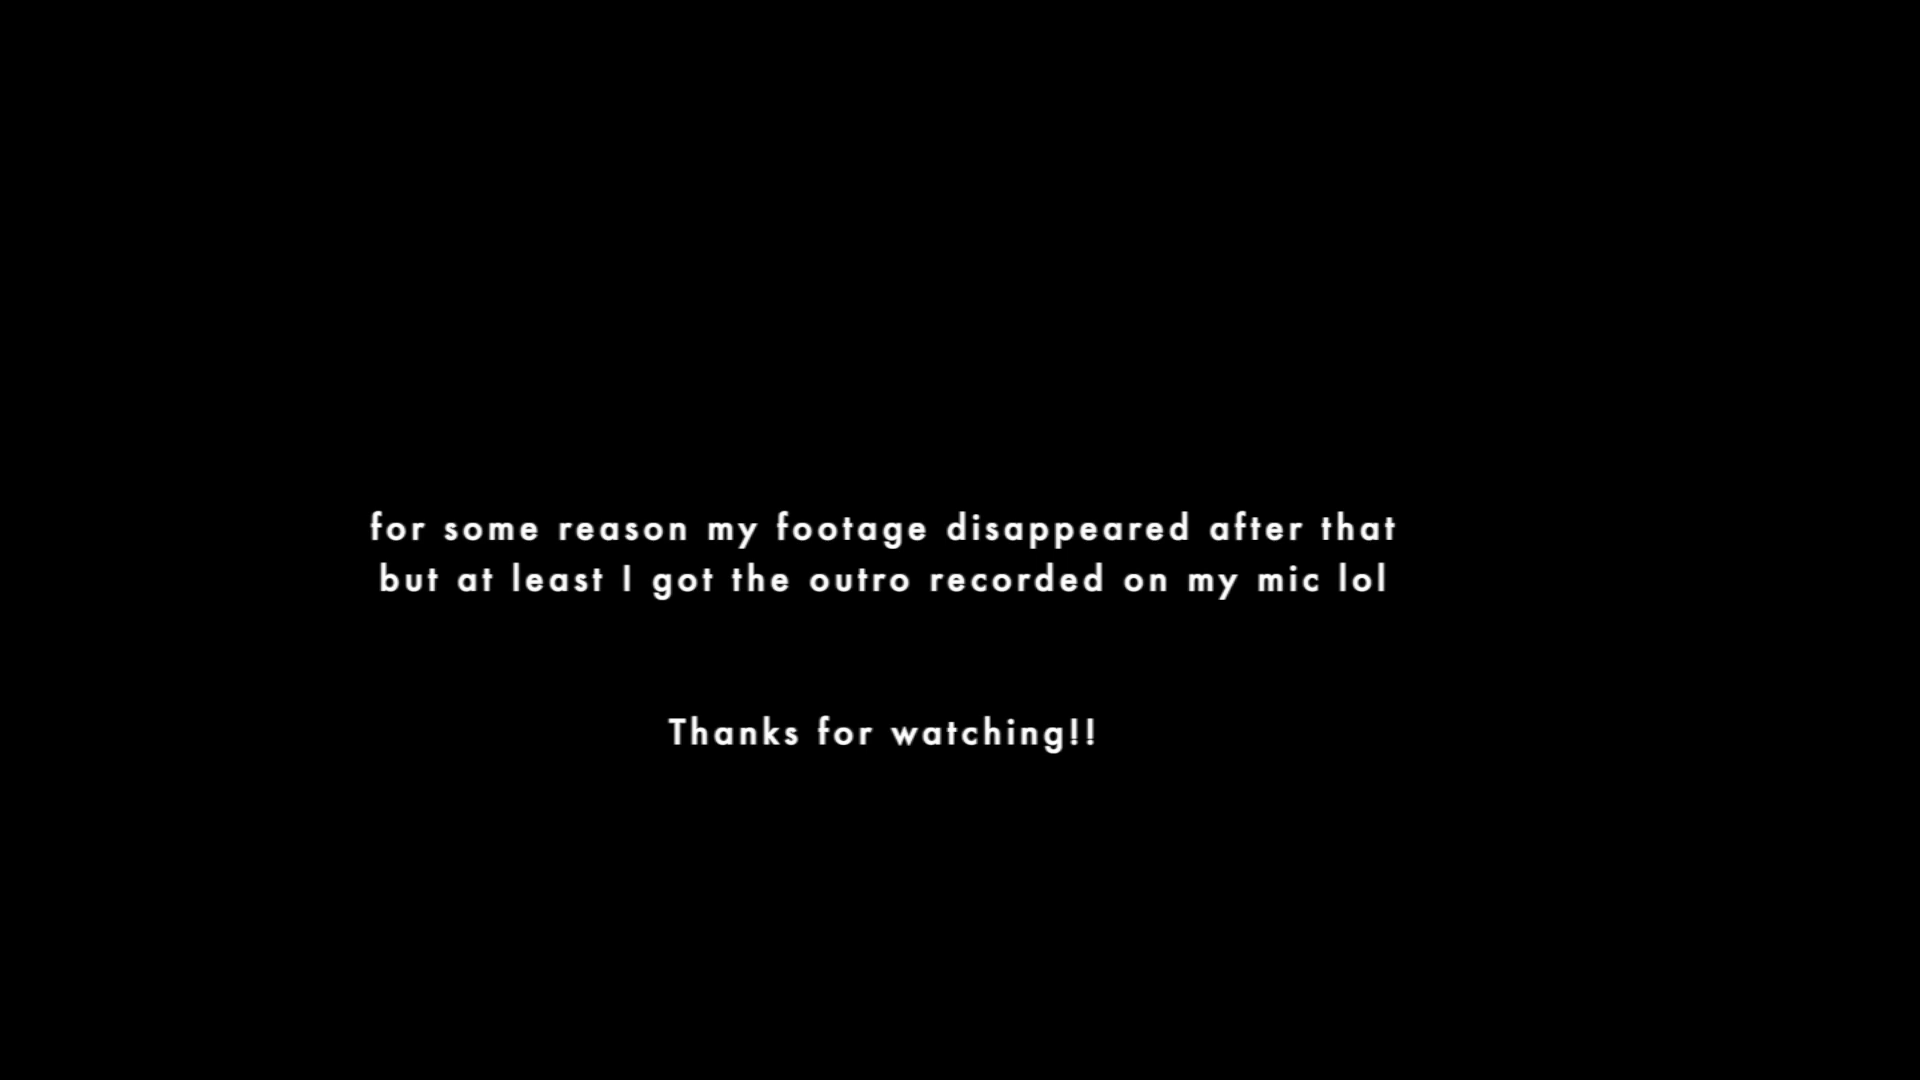 for some reason my footage disappeared after that
but at least I got the outro recorded on my mic lol
Thanks for watching!!